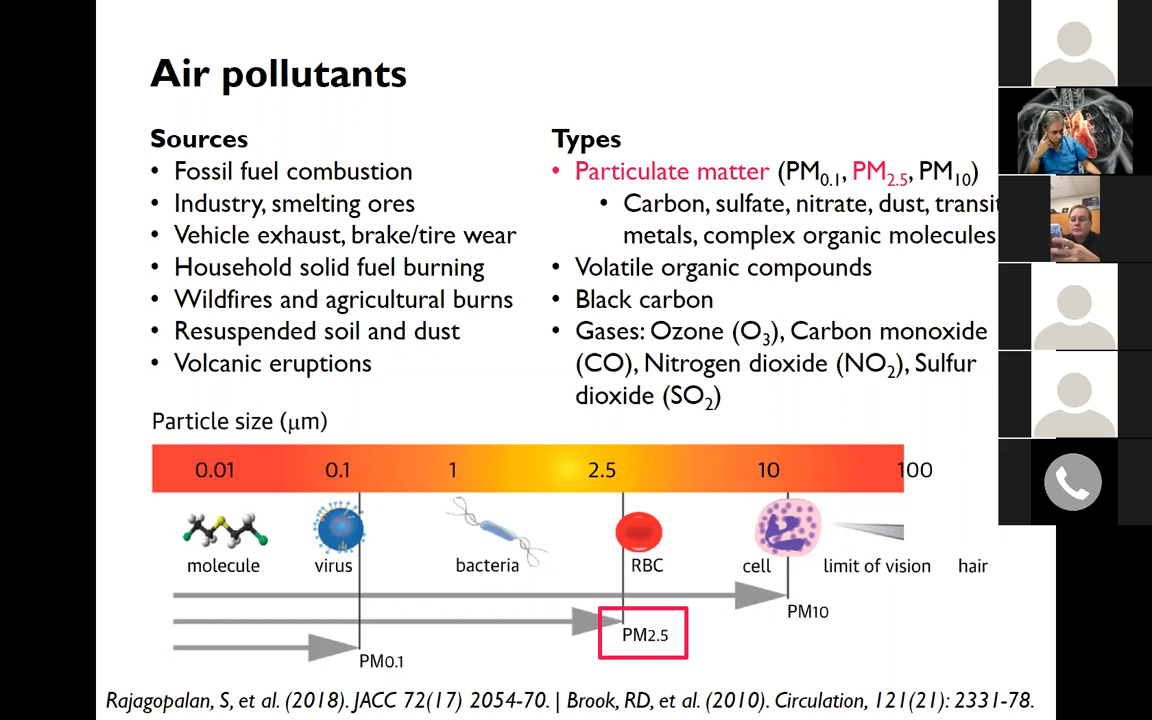 Air pollutants
Sources
• Fossil fuel combustion
• Industry, smelting ores
• Vehicle exhaust, brake/tire wear
• Household solid fuel burning
• Wildfires and agricultural burns
• Resuspended soil and dust
• Volcanic eruptions
Types
• Particulate matter (PM0.1, PM2.5, PM10)
• Carbon, sulfate, nitrate, dust, transit
metals, complex organic molecules
• Volatile organic compounds
• Black carbon
• Gases: Ozone (O3), Carbon monoxide
(CO), Nitrogen dioxide (NO2), Sulfur
dioxide (SO2)
Particle size (μm)
0.01 0.1 1 2.5 10 100
molecule virus bacteria RBC cell limit of vision hair
PM10
PM2.5
PM0.1
Rajagopalan, S, et al. (2018). JACC 72(17) 2054-70. | Brook, RD, et al. (2010). Circulation, 121(21): 2331-78.